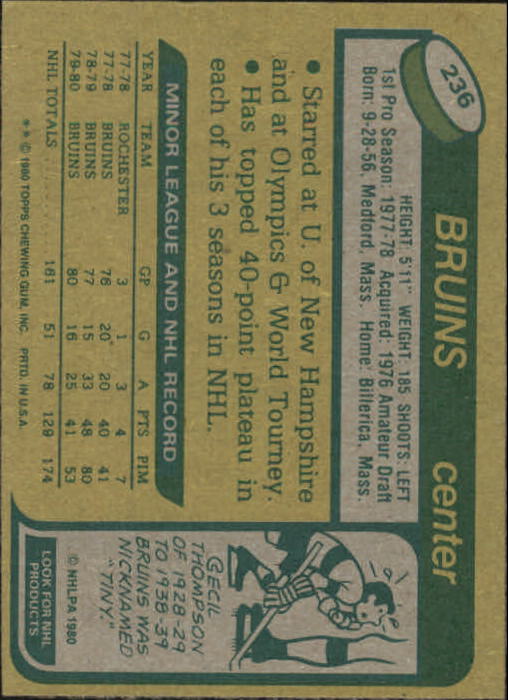 236
BRUINS center
HEIGHT: 5'11" WEIGHT: 185 SHOOTS: LEFT
1st Pro Season: 1977-78 Acquired: 1976 Amateur Draft
Born: 9-28-56, Medford, Mass. Home: Billerica, Mass.
• Starred at U. of New Hampshire
and at Olympics & World Tourney.
• Has topped 40-point plateau in
each of his 3 seasons in NHL.
MINOR LEAGUE AND NHL RECORD
YEAR TEAM GP G A PTS PIM
77-78 ROCHESTER 3 1 3 4 7
77-78 BRUINS 76 20 20 40 41
78-79 BRUINS 77 15 33 48 80
79-80 BRUINS 80 16 25 41 53
NHL TOTALS 161 51 78 129 174
** © 1980 TOPPS CHEWING GUM, INC. PRTD. IN U.S.A.
CECIL
THOMPSON
OF 1928-29
TO 1938-39
BRUINS WAS
NICKNAMED
"TINY."
© NHLPA 1980
LOOK FOR NHL
PRODUCTS